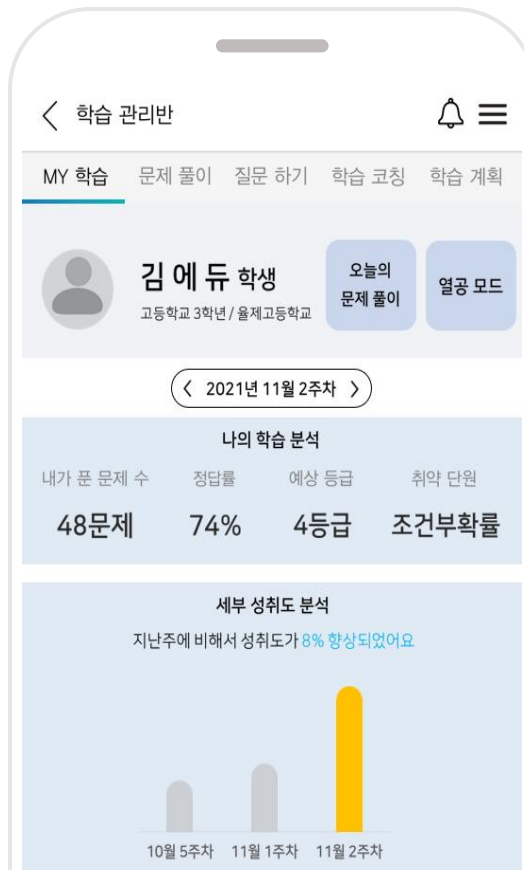 학습 관리반
MY 학습 문제 풀이 질문 하기 학습 코칭 학습 계획
김 에 듀 학생
고등학교 3학년 / 율제고등학교
오늘의
문제 풀이
열공 모드
2021년 11월 2주차
나의 학습 분석
내가 푼 문제 수 정답률 예상 등급 취약 단원
48문제 74% 4등급 조건부확률
세부 성취도 분석
지난주에 비해서 성취도가 8% 향상되었어요
10월 5주차 11월 1주차 11월 2주차